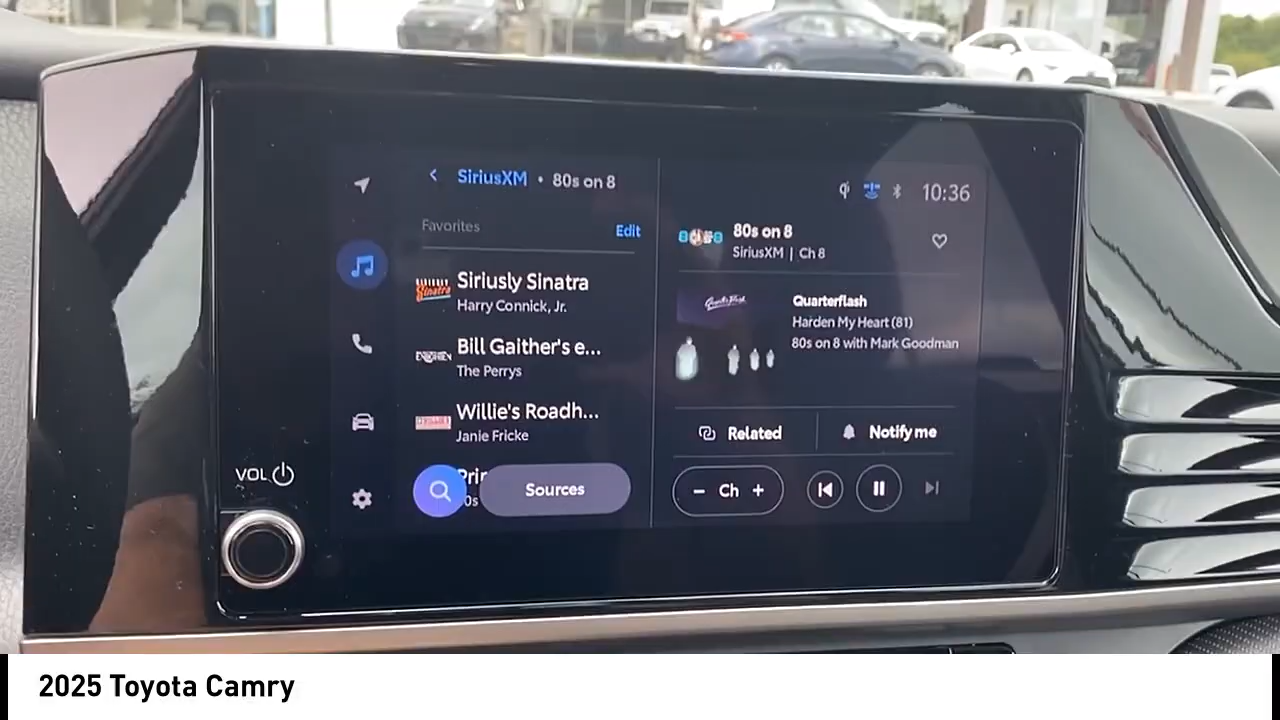 SiriusXM • 80s on 8
Favorites
Edit
Siriusly Sinatra
Harry Connick, Jr.
Bill Gaither's e...
The Perrys
Willie's Roadh...
Janie Fricke
Sources
10:36
80s on 8
SiriusXM | Ch 8
Quarterflash
Harden My Heart (81)
80s on 8 with Mark Goodman
Related
Notify me
− Ch +
VOL
2025 Toyota Camry